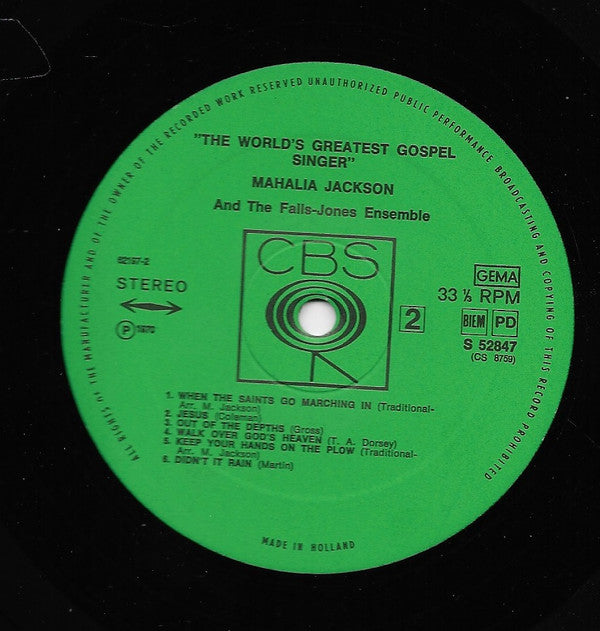 ALL RIGHTS OF THE MANUFACTURER AND OF THE OWNER OF THE RECORDED WORK RESERVED UNAUTHORIZED PUBLIC PERFORMANCE BROADCASTING AND COPYING OF THIS RECORD PROHIBITED
"THE WORLD'S GREATEST GOSPEL
SINGER"
MAHALIA JACKSON
And The Falls-Jones Ensemble
CBS
62197-2
STEREO
Ⓟ 1970
GEMA
33 ⅓ RPM
2
BIEM PD
S 52847
(CS 8759)
1. WHEN THE SAINTS GO MARCHING IN (Traditional-
Arr. M. Jackson)
2. JESUS (Coleman)
3. OUT OF THE DEPTHS (Gross)
4. WALK OVER GOD'S HEAVEN (T. A. Dorsey)
5. KEEP YOUR HANDS ON THE PLOW (Traditional-
Arr. M. Jackson)
6. DIDN'T IT RAIN (Martin)
MADE IN HOLLAND